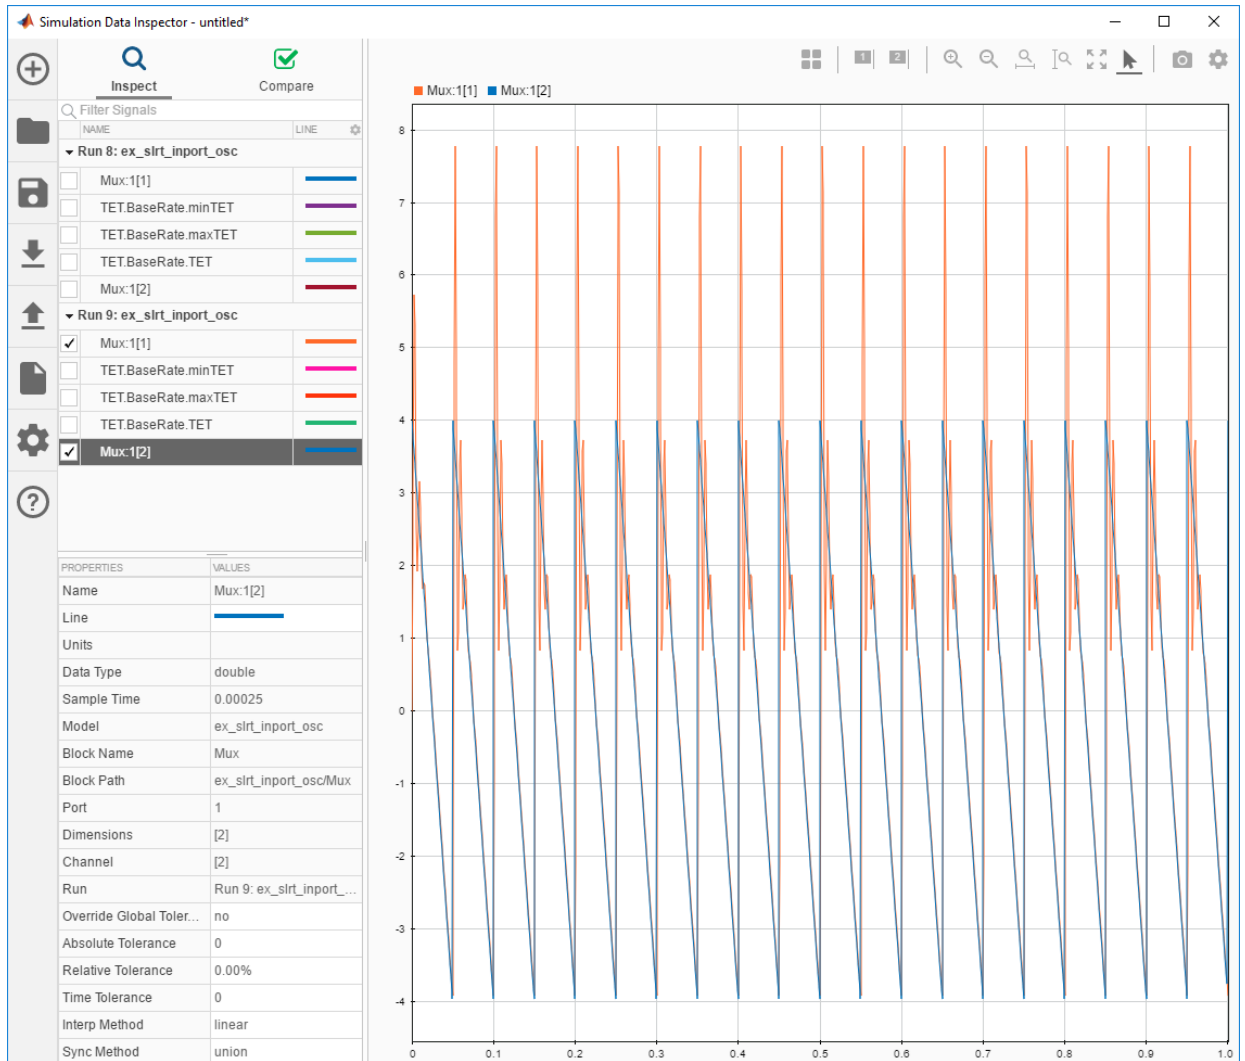 Simulation Data Inspector - untitled*
Inspect
Compare
Filter Signals
NAME LINE
Run 8: ex_slrt_inport_osc
Mux:1[1]
TET.BaseRate.minTET
TET.BaseRate.maxTET
TET.BaseRate.TET
Mux:1[2]
Run 9: ex_slrt_inport_osc
Mux:1[1]
TET.BaseRate.minTET
TET.BaseRate.maxTET
TET.BaseRate.TET
Mux:1[2]
PROPERTIES VALUES
Name Mux:1[2]
Line
Units
Data Type double
Sample Time 0.00025
Model ex_slrt_inport_osc
Block Name Mux
Block Path ex_slrt_inport_osc/Mux
Port 1
Dimensions [2]
Channel [2]
Run Run 9: ex_slrt_inport_...
Override Global Toler... no
Absolute Tolerance 0
Relative Tolerance 0.00%
Time Tolerance 0
Interp Method linear
Sync Method union
1 2
Mux:1[1] Mux:1[2]
8
7
6
5
4
3
2
1
0
-1
-2
-3
-4
0 0.1 0.2 0.3 0.4 0.5 0.6 0.7 0.8 0.9 1.0